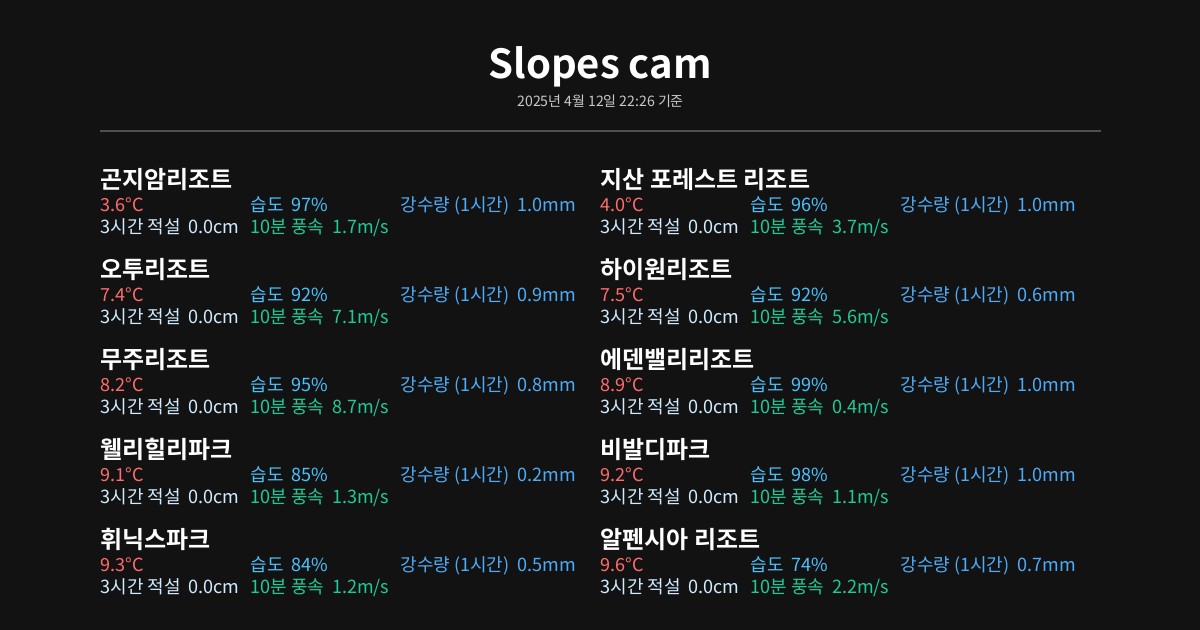 Slopes cam
2025년 4월 12일 22:26 기준
곤지암리조트
3.6°C 습도 97% 강수량 (1시간) 1.0mm
3시간 적설 0.0cm 10분 풍속 1.7m/s
지산 포레스트 리조트
4.0°C 습도 96% 강수량 (1시간) 1.0mm
3시간 적설 0.0cm 10분 풍속 3.7m/s
오투리조트
7.4°C 습도 92% 강수량 (1시간) 0.9mm
3시간 적설 0.0cm 10분 풍속 7.1m/s
하이원리조트
7.5°C 습도 92% 강수량 (1시간) 0.6mm
3시간 적설 0.0cm 10분 풍속 5.6m/s
무주리조트
8.2°C 습도 95% 강수량 (1시간) 0.8mm
3시간 적설 0.0cm 10분 풍속 8.7m/s
에덴밸리리조트
8.9°C 습도 99% 강수량 (1시간) 1.0mm
3시간 적설 0.0cm 10분 풍속 0.4m/s
웰리힐리파크
9.1°C 습도 85% 강수량 (1시간) 0.2mm
3시간 적설 0.0cm 10분 풍속 1.3m/s
비발디파크
9.2°C 습도 98% 강수량 (1시간) 1.0mm
3시간 적설 0.0cm 10분 풍속 1.1m/s
휘닉스파크
9.3°C 습도 84% 강수량 (1시간) 0.5mm
3시간 적설 0.0cm 10분 풍속 1.2m/s
알펜시아 리조트
9.6°C 습도 74% 강수량 (1시간) 0.7mm
3시간 적설 0.0cm 10분 풍속 2.2m/s